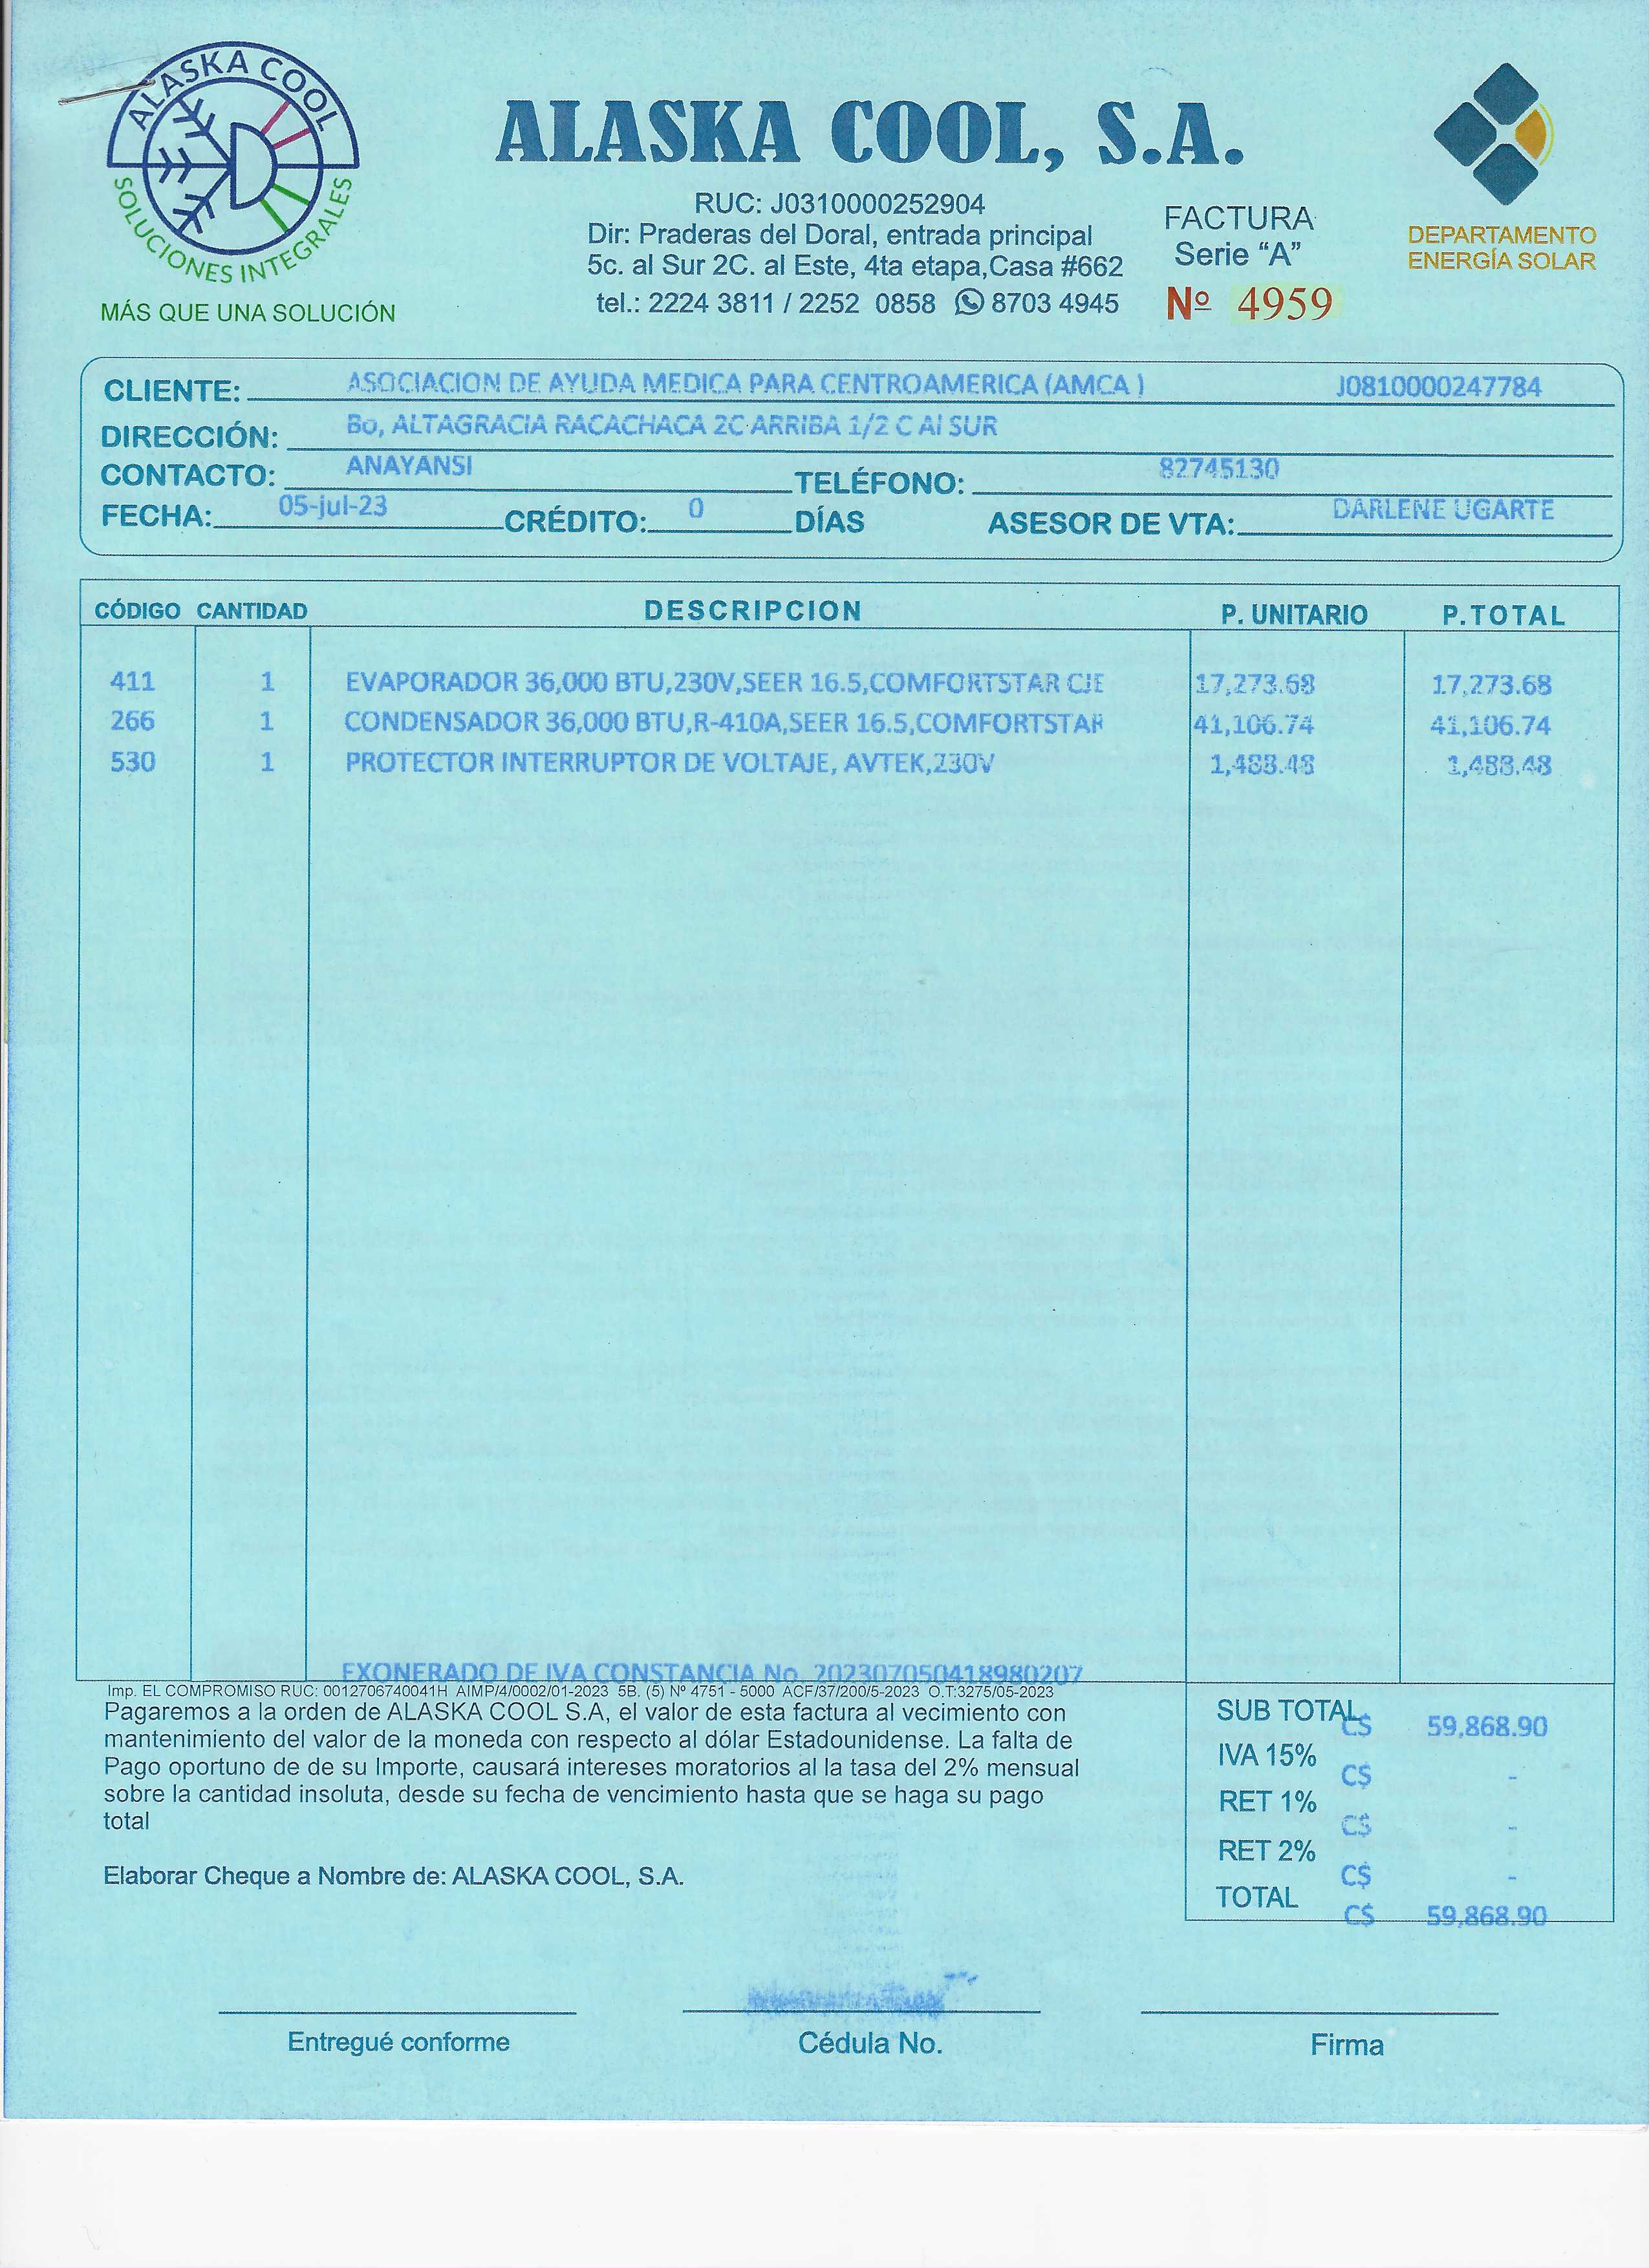 ALASKA COOL
SOLUCIONES INTEGRALES
MÁS QUE UNA SOLUCIÓN
ALASKA COOL, S.A.
RUC: J0310000252904
Dir: Praderas del Doral, entrada principal
5c. al Sur 2C. al Este, 4ta etapa,Casa #662
tel.: 2224 3811 / 2252 0858 8703 4945
FACTURA
Serie “A”
Nº 4959
DEPARTAMENTO
ENERGÍA SOLAR
CLIENTE: ASOCIACION DE AYUDA MEDICA PARA CENTROAMERICA (AMCA ) J0810000247784
DIRECCIÓN: Bo, ALTAGRACIA RACACHACA 2C ARRIBA 1/2 C Al SUR
CONTACTO: ANAYANSI TELÉFONO: 82745130
FECHA: 05-jul-23 CRÉDITO: 0 DÍAS ASESOR DE VTA: DARLENE UGARTE
CÓDIGO CANTIDAD DESCRIPCION P. UNITARIO P.TOTAL
411 1 EVAPORADOR 36,000 BTU,230V,SEER 16.5,COMFORTSTAR CJE 17,273.68 17,273.68
266 1 CONDENSADOR 36,000 BTU,R-410A,SEER 16.5,COMFORTSTAR 41,106.74 41,106.74
530 1 PROTECTOR INTERRUPTOR DE VOLTAJE, AVTEK,230V 1,488.48 1,488.48
EXONERADO DE IVA CONSTANCIA No. 202307050418980207
Imp. EL COMPROMISO RUC: 0012706740041H AIMP/4/0002/01-2023 5B. (5) Nº 4751 - 5000 ACF/37/200/5-2023 O.T:3275/05-2023
Pagaremos a la orden de ALASKA COOL S.A, el valor de esta factura al vecimiento con
mantenimiento del valor de la moneda con respecto al dólar Estadounidense. La falta de
Pago oportuno de de su Importe, causará intereses moratorios al la tasa del 2% mensual
sobre la cantidad insoluta, desde su fecha de vencimiento hasta que se haga su pago
total
Elaborar Cheque a Nombre de: ALASKA COOL, S.A.
SUB TOTAL C$ 59,868.90
IVA 15% C$ -
RET 1% C$ -
RET 2% C$ -
TOTAL C$ 59,868.90
Entregué conforme Cédula No. Firma